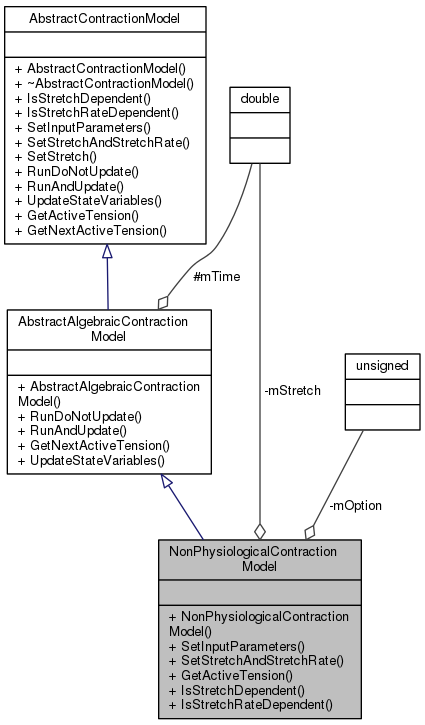 AbstractContractionModel
+ AbstractContractionModel()
+ ~AbstractContractionModel()
+ IsStretchDependent()
+ IsStretchRateDependent()
+ SetInputParameters()
+ SetStretchAndStretchRate()
+ SetStretch()
+ RunDoNotUpdate()
+ RunAndUpdate()
+ UpdateStateVariables()
+ GetActiveTension()
+ GetNextActiveTension()
double
#mTime
AbstractAlgebraicContraction
Model
+ AbstractAlgebraicContraction
Model()
+ RunDoNotUpdate()
+ RunAndUpdate()
+ GetNextActiveTension()
+ UpdateStateVariables()
-mStretch
unsigned
-mOption
NonPhysiologicalContraction
Model
+ NonPhysiologicalContraction
Model()
+ SetInputParameters()
+ SetStretchAndStretchRate()
+ GetActiveTension()
+ IsStretchDependent()
+ IsStretchRateDependent()